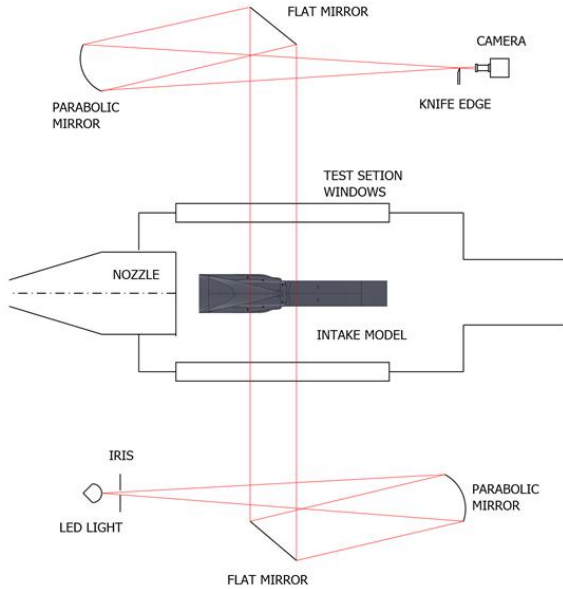 FLAT MIRROR
CAMERA
PARABOLIC
MIRROR
KNIFE EDGE
TEST SETION
WINDOWS
NOZZLE
INTAKE MODEL
IRIS
LED LIGHT
PARABOLIC
MIRROR
FLAT MIRROR